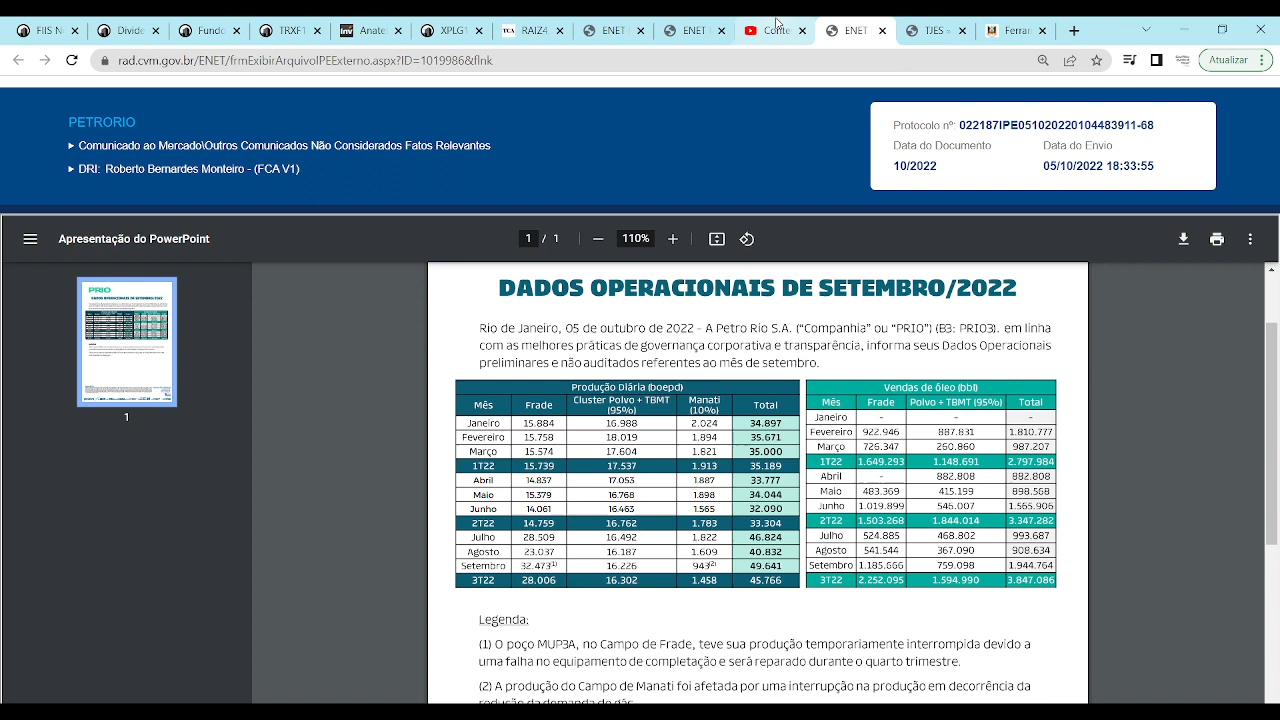 FIIS N
Divide
Fundo
TRXF1
Anate
XPLG1
RAIZ4
ENET
ENET
Conte
ENET
TJES
Ferran
rad.cvm.gov.br/ENET/frmExibirArquivoIPEExterno.aspx?ID=1019956&flnk
Atualizar
PETRORIO
Comunicado ao Mercado\Outros Comunicados Não Considerados Fatos Relevantes
DRI: Roberto Bernardes Monteiro - (FCA V1)
Protocolo nº: 022187IPE051020220104483911-68
Data do Documento Data do Envio
10/2022 05/10/2022 18:33:55
Apresentação do PowerPoint
1 / 1
110%
PRIO
1
DADOS OPERACIONAIS DE SETEMBRO/2022
Rio de Janeiro, 05 de outubro de 2022 – A Petro Rio S.A. (“Companhia” ou “PRIO”) (B3: PRIO3), em linha
com as melhores práticas de governança corporativa e transparência, informa seus Dados Operacionais
preliminares e não auditados referentes ao mês de setembro.
Produção Diária (boepd)
Mês Frade Cluster Polvo + TBMT (95%) Manati (10%) Total
Janeiro 15.884 16.988 2.024 34.897
Fevereiro 15.758 18.019 1.894 35.671
Março 15.574 17.604 1.821 35.000
1T22 15.739 17.537 1.913 35.189
Abril 14.837 17.053 1.887 33.777
Maio 15.379 16.768 1.898 34.044
Junho 14.061 16.463 1.565 32.090
2T22 14.759 16.762 1.783 33.304
Julho 28.509 16.492 1.822 46.824
Agosto 23.037 16.187 1.609 40.832
Setembro 32.473(1) 16.226 943(2) 49.641
3T22 28.006 16.302 1.458 45.766
Vendas de óleo (bbl)
Mês Frade Polvo + TBMT (95%) Total
Janeiro - - -
Fevereiro 922.946 887.831 1.810.777
Março 726.347 260.860 987.207
1T22 1.649.293 1.148.691 2.797.984
Abril - 882.808 882.808
Maio 483.369 415.199 898.568
Junho 1.019.899 546.007 1.565.906
2T22 1.503.268 1.844.014 3.347.282
Julho 524.885 468.802 993.687
Agosto 541.544 367.090 908.634
Setembro 1.185.666 759.098 1.944.764
3T22 2.252.095 1.594.990 3.847.086
Legenda:
(1) O poço MUP3A, no Campo de Frade, teve sua produção temporariamente interrompida devido a
uma falha no equipamento de completação e será reparado durante o quarto trimestre.
(2) A produção do Campo de Manati foi afetada por uma interrupção na produção em decorrência da
redução da demanda de gás.